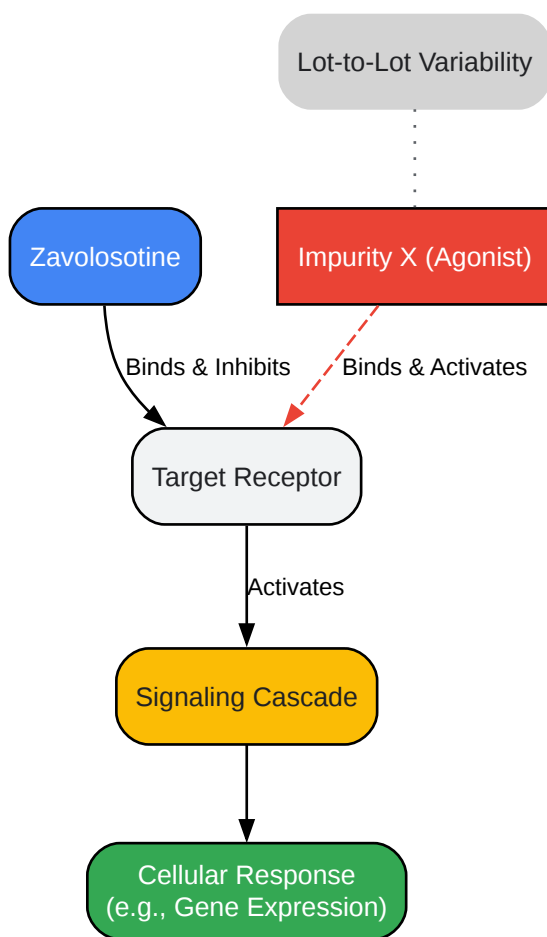 Lot-to-Lot Variability
Zavolosotine
Impurity X (Agonist)
Binds & Inhibits
Binds & Activates
Target Receptor
Activates
Signaling Cascade
Cellular Response
(e.g., Gene Expression)